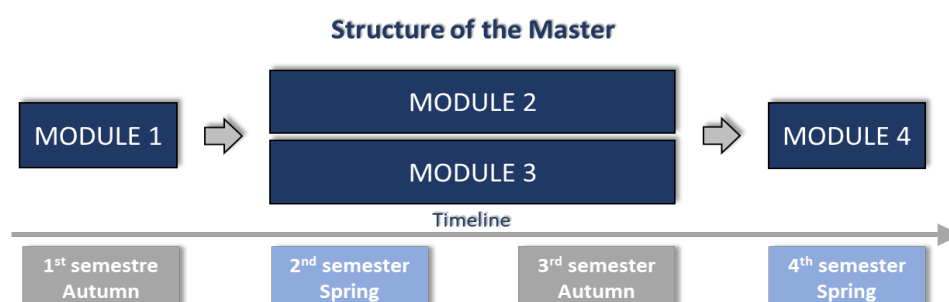 Structure of the Master
MODULE 1
MODULE 2
MODULE 3
MODULE 4
Timeline
1st semestre
Autumn
2nd semester
Spring
3rd semester
Autumn
4th semester
Spring